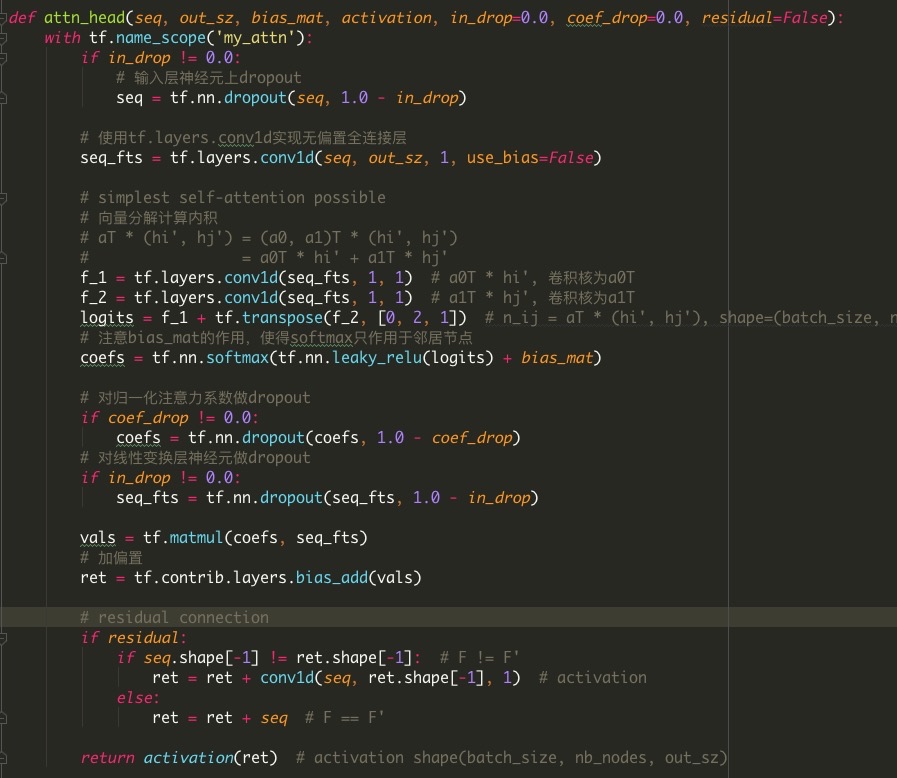 def attn_head(seq, out_sz, bias_mat, activation, in_drop=0.0, coef_drop=0.0, residual=False):
    with tf.name_scope('my_attn'):
        if in_drop != 0.0:
            # 输入层神经元上dropout
            seq = tf.nn.dropout(seq, 1.0 - in_drop)

        # 使用tf.layers.conv1d实现无偏置全连接层
        seq_fts = tf.layers.conv1d(seq, out_sz, 1, use_bias=False)

        # simplest self-attention possible
        # 向量分解计算内积
        # aT * (hi', hj') = (a0, a1)T * (hi', hj')
        #                 = a0T * hi' + a1T * hj'
        f_1 = tf.layers.conv1d(seq_fts, 1, 1)  # a0T * hi', 卷积核为a0T
        f_2 = tf.layers.conv1d(seq_fts, 1, 1)  # a1T * hj', 卷积核为a1T
        logits = f_1 + tf.transpose(f_2, [0, 2, 1])  # n_ij = aT * (hi', hj'), shape=(batch_size, n
        # 注意bias_mat的作用，使得softmax只作用于邻居节点
        coefs = tf.nn.softmax(tf.nn.leaky_relu(logits) + bias_mat)

        # 对归一化注意力系数做dropout
        if coef_drop != 0.0:
            coefs = tf.nn.dropout(coefs, 1.0 - coef_drop)
        # 对线性变换层神经元做dropout
        if in_drop != 0.0:
            seq_fts = tf.nn.dropout(seq_fts, 1.0 - in_drop)

        vals = tf.matmul(coefs, seq_fts)
        # 加偏置
        ret = tf.contrib.layers.bias_add(vals)

        # residual connection
        if residual:
            if seq.shape[-1] != ret.shape[-1]:  # F != F'
                ret = ret + conv1d(seq, ret.shape[-1], 1)  # activation
            else:
                ret = ret + seq  # F == F'

        return activation(ret)  # activation shape(batch_size, nb_nodes, out_sz)